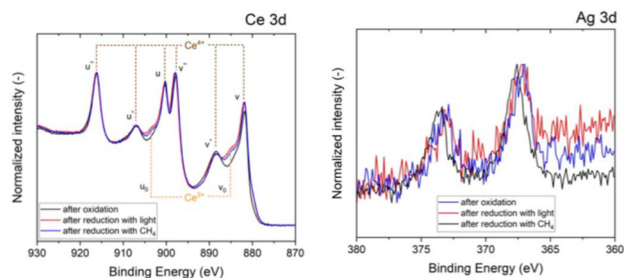 Ce 3d
Normalized intensity (-)
u'''
u''
u
v'''
v''
v
Ce⁴⁺
u₀
v₀
Ce³⁺
after oxidation
after reduction with light
after reduction with CH₄
930
920
910
900
890
880
870
Binding Energy (eV)
Ag 3d
Normalized intensity (-)
after oxidation
after reduction with light
after reduction with CH₄
380
375
370
365
360
Binding Energy (eV)